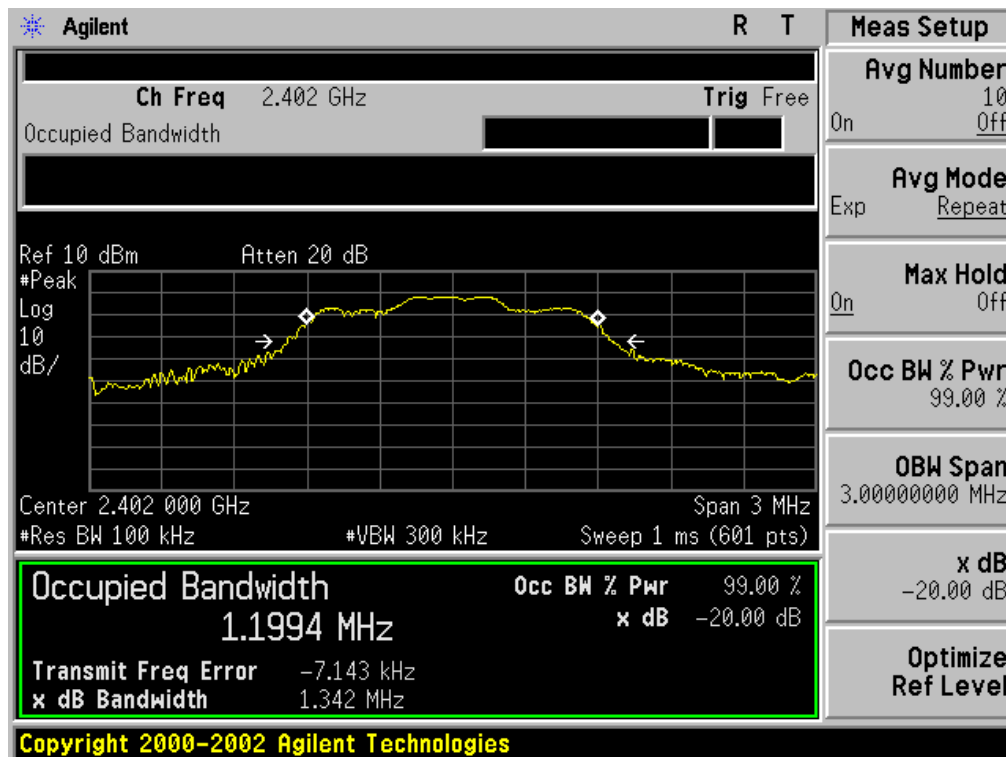 Agilent R T
Ch Freq 2.402 GHz Trig Free
Occupied Bandwidth
Ref 10 dBm Atten 20 dB
#Peak
Log
10
dB/
Center 2.402 000 GHz Span 3 MHz
#Res BW 100 kHz #VBW 300 kHz Sweep 1 ms (601 pts)
Occupied Bandwidth Occ BW % Pwr 99.00 %
1.1994 MHz x dB -20.00 dB
Transmit Freq Error -7.143 kHz
x dB Bandwidth 1.342 MHz
Copyright 2000-2002 Agilent Technologies
Meas Setup
Avg Number
10
On Off
Avg Mode
Exp Repeat
Max Hold
On Off
Occ BW % Pwr
99.00 %
OBW Span
3.00000000 MHz
x dB
-20.00 dB
Optimize
Ref Level